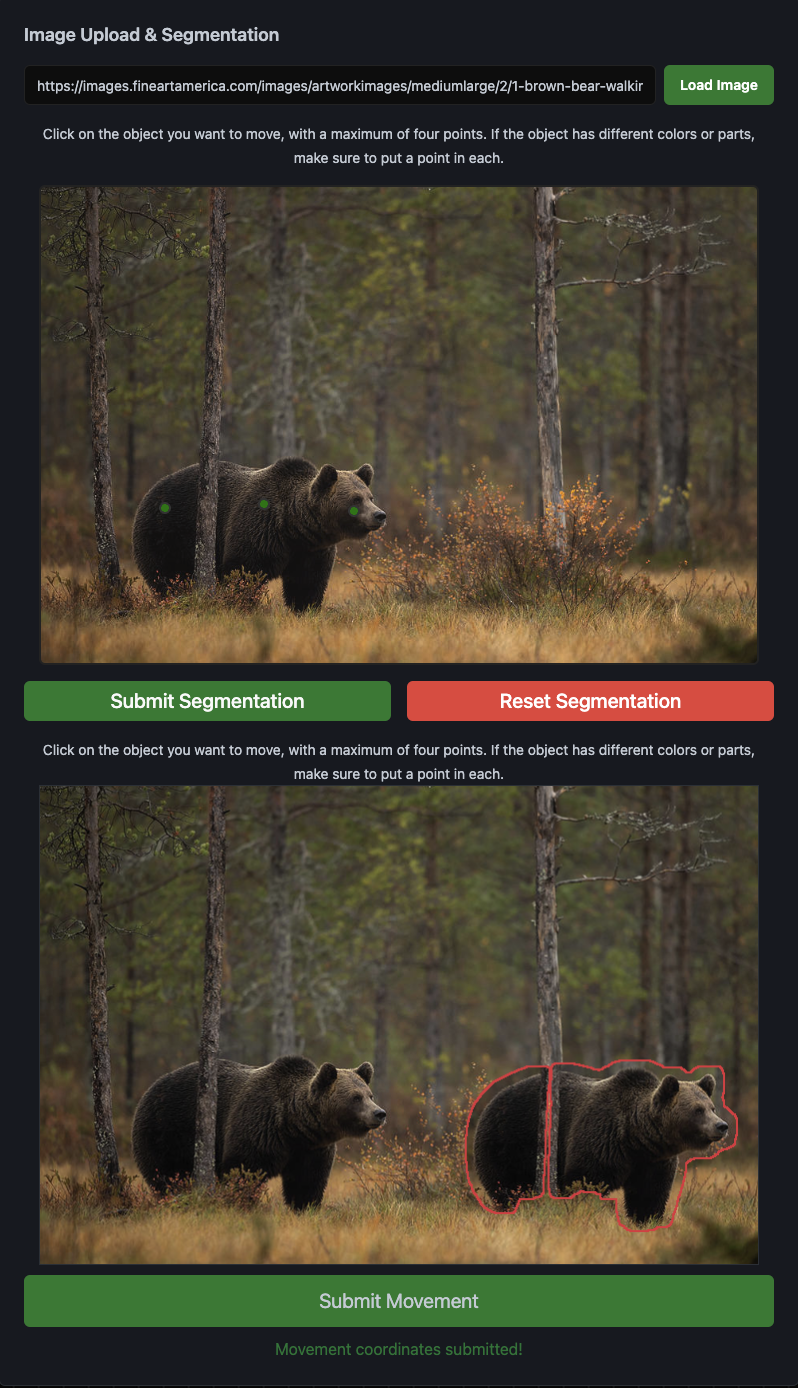 Image Upload & Segmentation
https://images.fineartamerica.com/images/artworkimages/mediumlarge/2/1-brown-bear-walkir
Load Image
Click on the object you want to move, with a maximum of four points. If the object has different colors or parts,
make sure to put a point in each.
Submit Segmentation
Reset Segmentation
Click on the object you want to move, with a maximum of four points. If the object has different colors or parts,
make sure to put a point in each.
Submit Movement
Movement coordinates submitted!